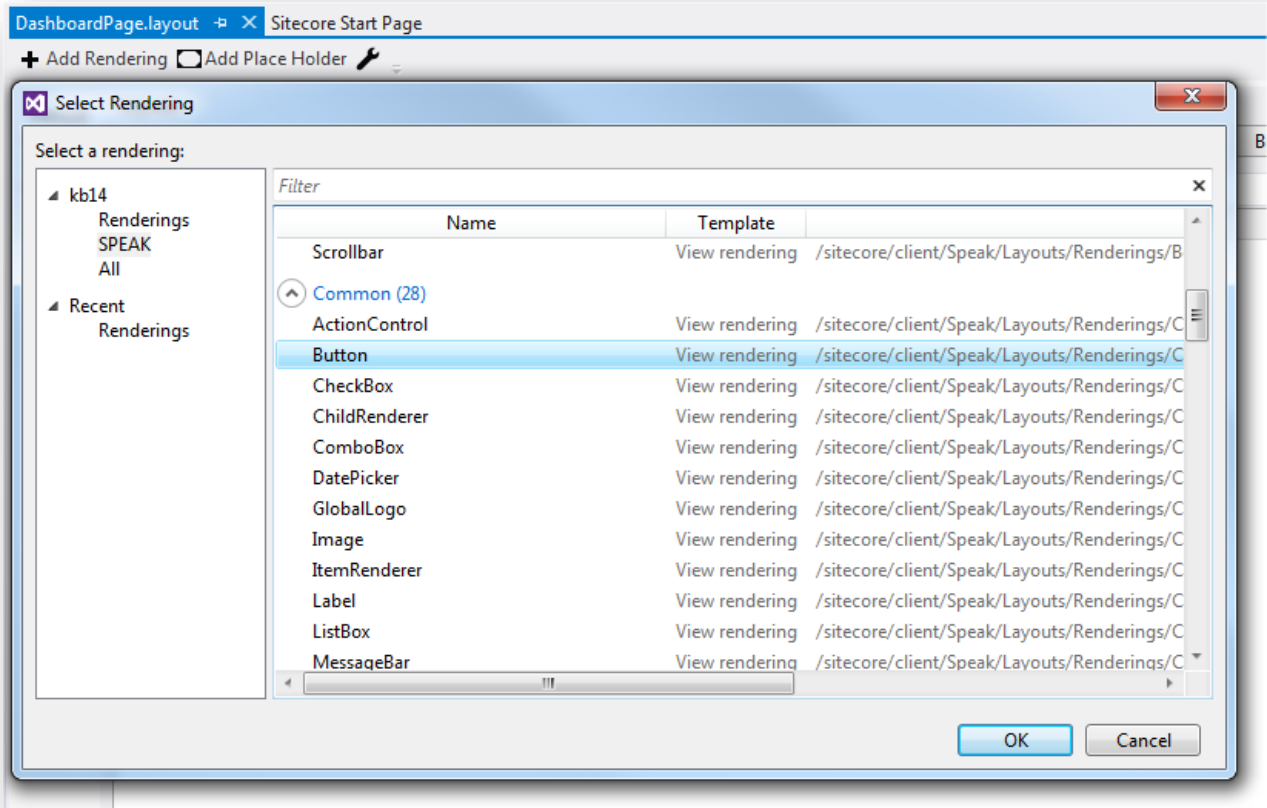 DashboardPage.layout Sitecore Start Page
Add Rendering Add Place Holder
Select Rendering
B
Select a rendering:
kb14
Renderings
SPEAK
All
Recent
Renderings
Filter
Name Template
Scrollbar View rendering /sitecore/client/Speak/Layouts/Renderings/B
Common (28)
ActionControl View rendering /sitecore/client/Speak/Layouts/Renderings/C
Button View rendering /sitecore/client/Speak/Layouts/Renderings/C
CheckBox View rendering /sitecore/client/Speak/Layouts/Renderings/C
ChildRenderer View rendering /sitecore/client/Speak/Layouts/Renderings/C
ComboBox View rendering /sitecore/client/Speak/Layouts/Renderings/C
DatePicker View rendering /sitecore/client/Speak/Layouts/Renderings/C
GlobalLogo View rendering /sitecore/client/Speak/Layouts/Renderings/C
Image View rendering /sitecore/client/Speak/Layouts/Renderings/C
ItemRenderer View rendering /sitecore/client/Speak/Layouts/Renderings/C
Label View rendering /sitecore/client/Speak/Layouts/Renderings/C
ListBox View rendering /sitecore/client/Speak/Layouts/Renderings/C
MessageBar View rendering /sitecore/client/Speak/Layouts/Renderings/C
OK Cancel